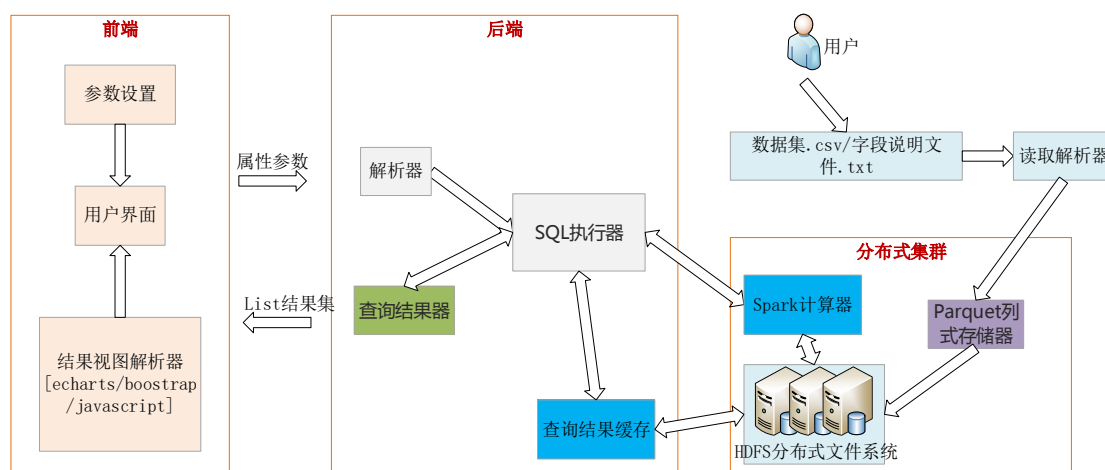 前端
参数设置
用户界面
结果视图解析器
[echarts/boostrap
/javascript]
属性参数
List结果集
后端
解析器
SQL执行器
查询结果器
查询结果缓存
用户
数据集.csv/字段说明文
件.txt
读取解析器
分布式集群
Spark计算器
Parquet列
式存储器
HDFS分布式文件系统